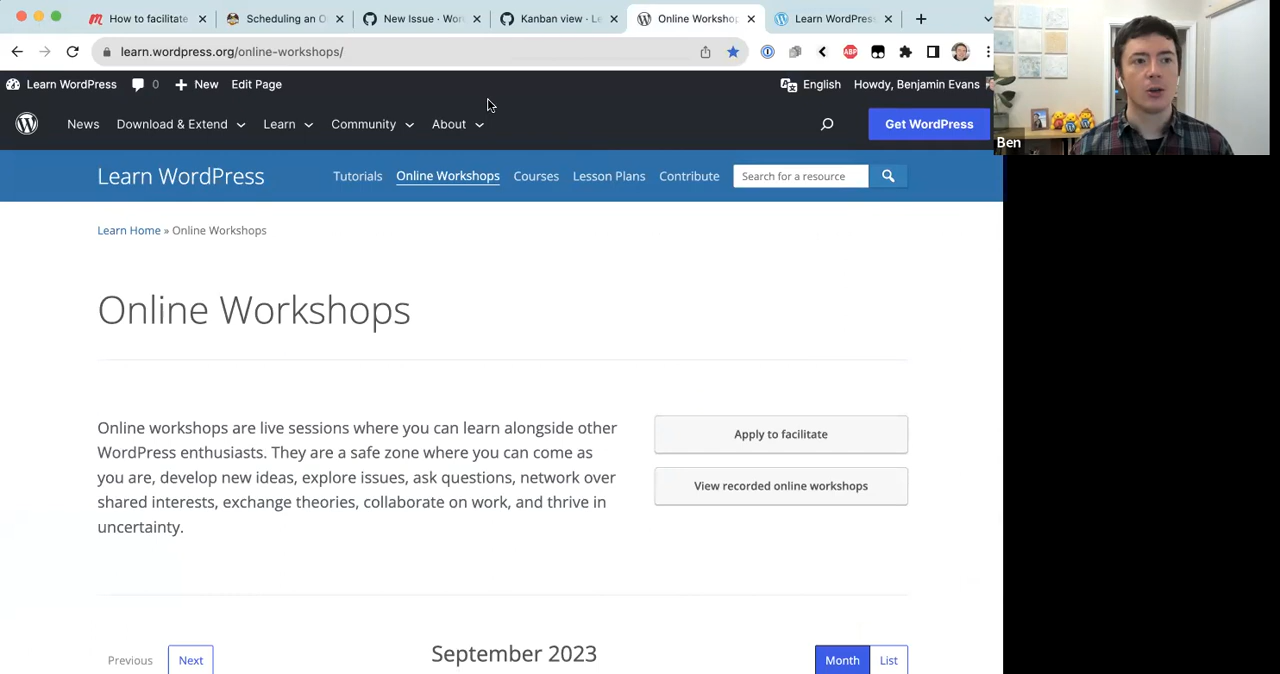 How to facilitate
Scheduling an O
New Issue · Wor
Kanban view · Le
Online Workshop
Learn WordPress
learn.wordpress.org/online-workshops/
ABP
Learn WordPress
0
New
Edit Page
English
Howdy, Benjamin Evans
News
Download & Extend
Learn
Community
About
Get WordPress
Ben
Learn WordPress
Tutorials
Online Workshops
Courses
Lesson Plans
Contribute
Search for a resource
Learn Home » Online Workshops
Online Workshops
Online workshops are live sessions where you can learn alongside other
WordPress enthusiasts. They are a safe zone where you can come as
you are, develop new ideas, explore issues, ask questions, network over
shared interests, exchange theories, collaborate on work, and thrive in
uncertainty.
Apply to facilitate
View recorded online workshops
Previous
Next
September 2023
Month
List